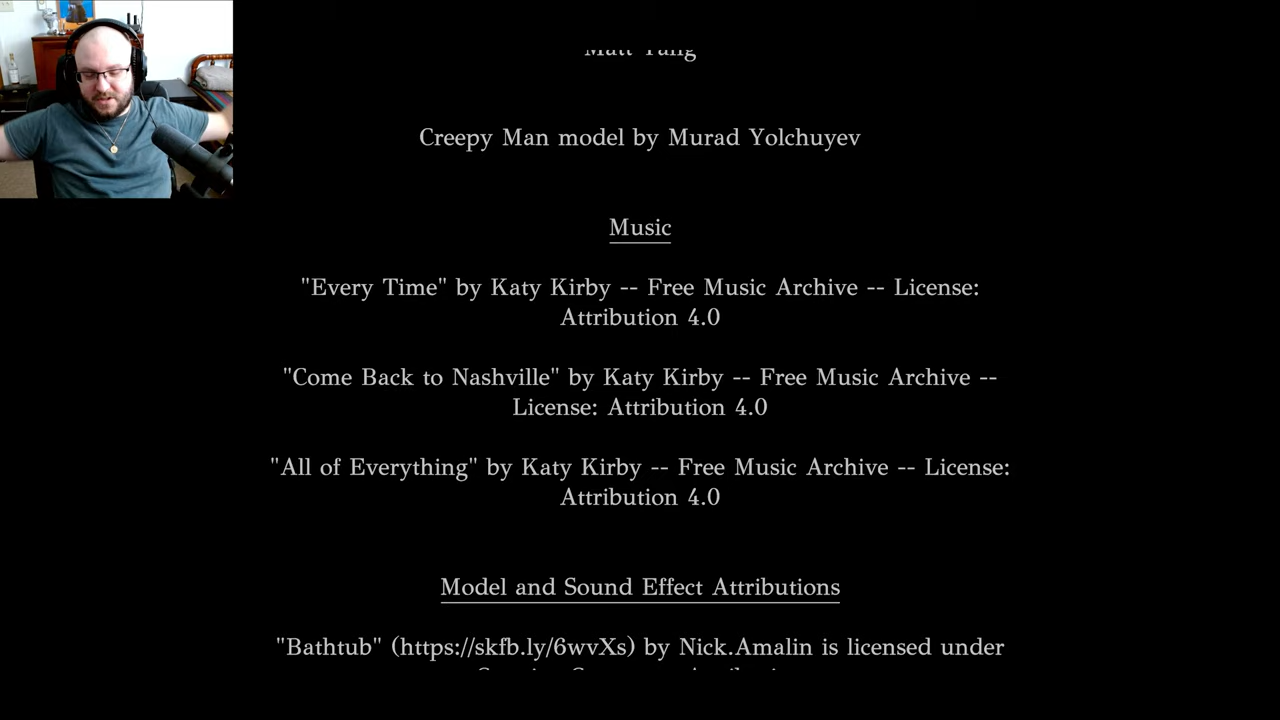 Matt Yang
Creepy Man model by Murad Yolchuyev
Music
"Every Time" by Katy Kirby -- Free Music Archive -- License:
Attribution 4.0
"Come Back to Nashville" by Katy Kirby -- Free Music Archive --
License: Attribution 4.0
"All of Everything" by Katy Kirby -- Free Music Archive -- License:
Attribution 4.0
Model and Sound Effect Attributions
"Bathtub" (https://skfb.ly/6wvXs) by Nick.Amalin is licensed under